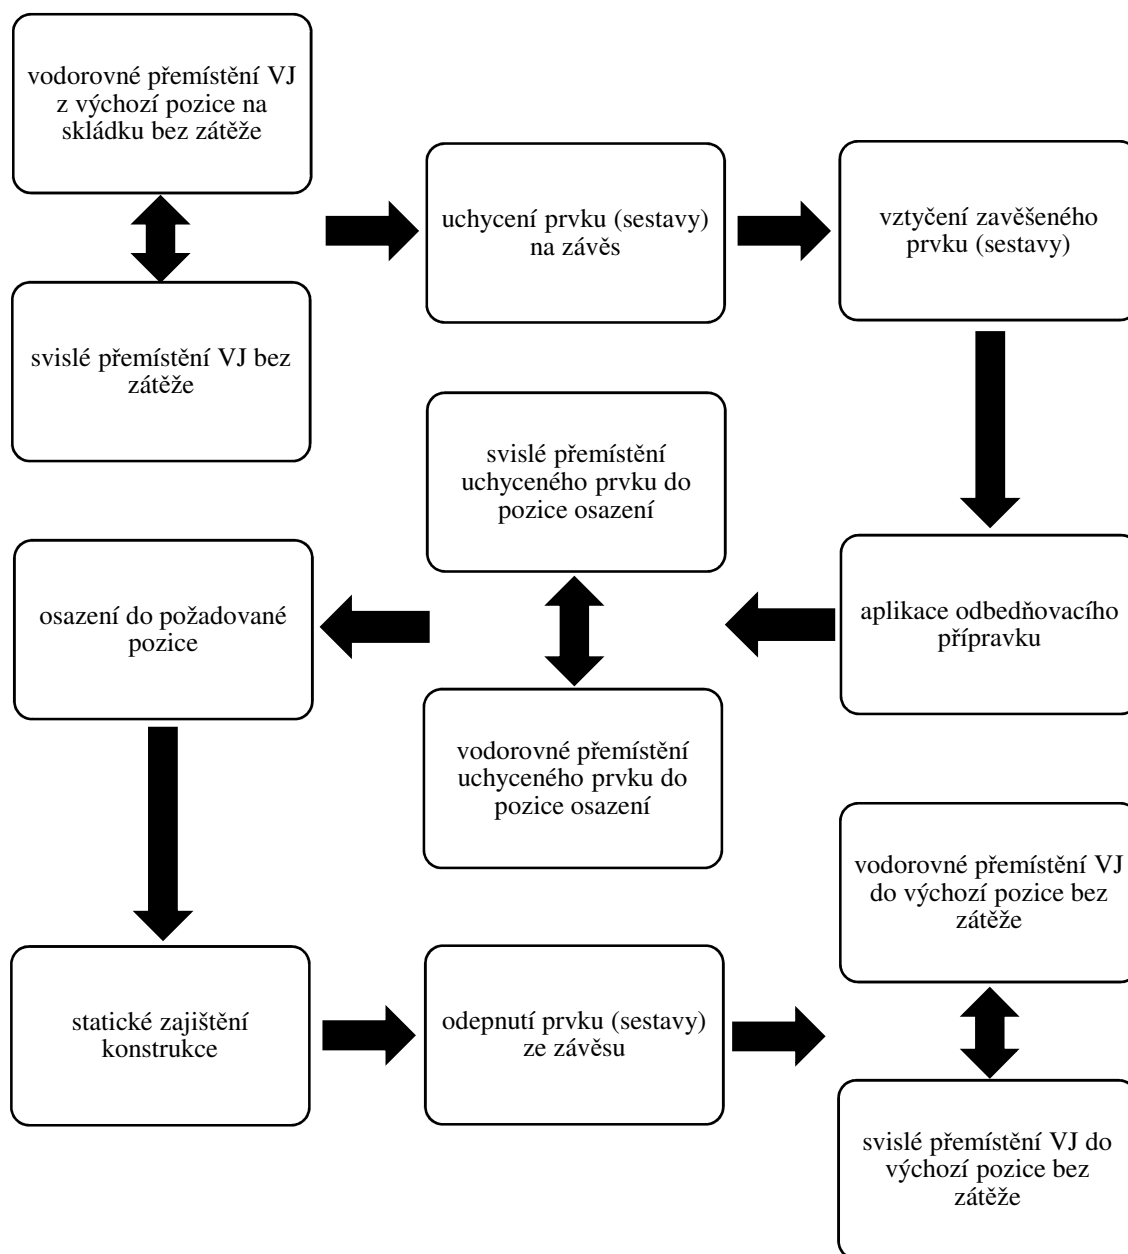 vodorovné přemístění VJ
z výchozí pozice na
skládku bez zátěže
svislé přemístění VJ bez
zátěže
uchycení prvku (sestavy)
na závěs
vztyčení zavěšeného
prvku (sestavy)
aplikace odbedňovacího
přípravku
svislé přemístění
uchyceného prvku do
pozice osazení
vodorovné přemístění
uchyceného prvku do
pozice osazení
osazení do požadované
pozice
statické zajištění
konstrukce
odepnutí prvku (sestavy)
ze závěsu
vodorovné přemístění VJ
do výchozí pozice bez
zátěže
svislé přemístění VJ do
výchozí pozice bez
zátěže